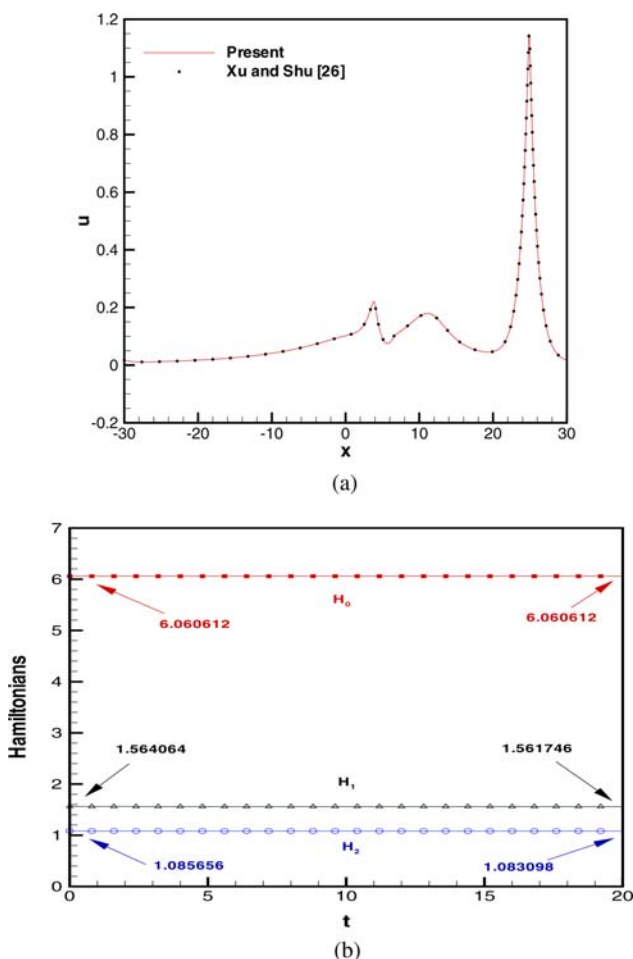 1.2
1
0.8
0.6
0.4
0.2
0
-0.2
u
Present
Xu and Shu [26]
-30 -20 -10 0 10 20 30
x
(a)
7
6
5
4
3
2
1
0
Hamiltonians
6.060612
H₀
6.060612
1.564064
H₁
1.561746
1.085656
H₂
1.083098
0 5 10 15 20
t
(b)